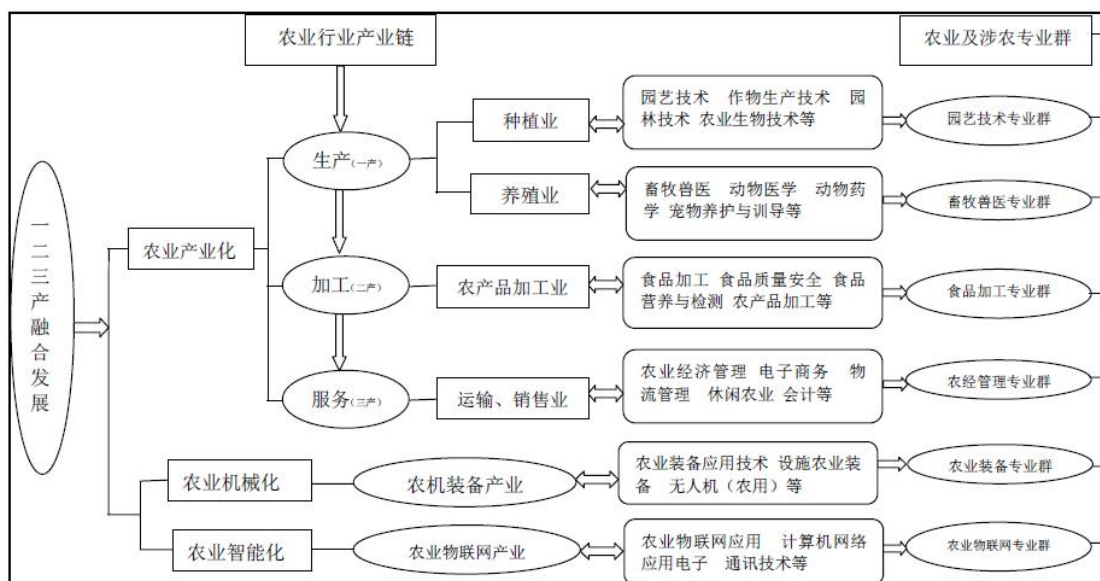 农业行业产业链
农业及涉农专业群
一二三产融合发展
农业产业化
生产(一产)
种植业
园艺技术 作物生产技术 园
林技术 农业生物技术等
园艺技术专业群
养殖业
畜牧兽医 动物医学 动物药
学 宠物养护与训导等
畜牧兽医专业群
加工(二产)
农产品加工业
食品加工 食品质量安全 食品
营养与检测 农产品加工等
食品加工专业群
服务(三产)
运输、销售业
农业经济管理 电子商务 物
流管理 休闲农业 会计等
农经管理专业群
农业机械化
农机装备产业
农业装备应用技术 设施农业装
备 无人机（农用）等
农业装备专业群
农业智能化
农业物联网产业
农业物联网应用 计算机网络
应用电子 通讯技术等
农业物联网专业群